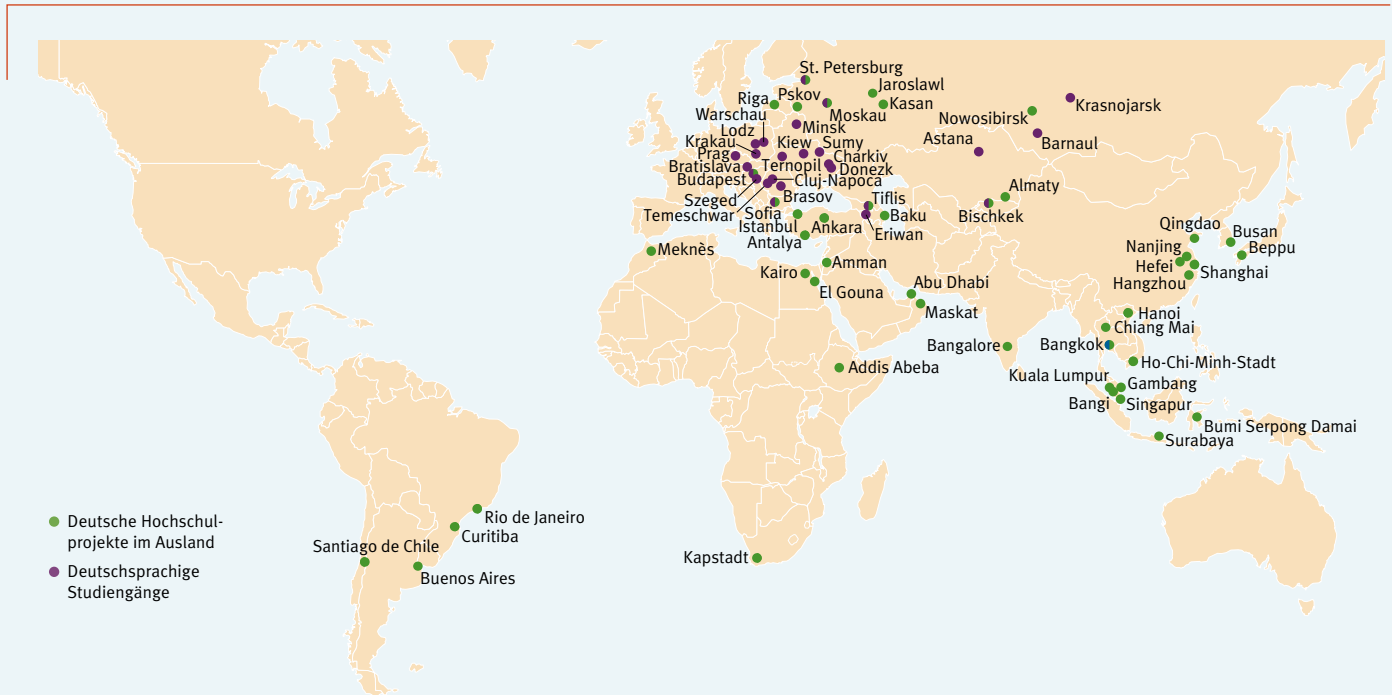 St. Petersburg
Jaroslawl
Riga
Pskov
Kasan
Krasnojarsk
Warschau
Moskau
Nowosibirsk
Lodz
Minsk
Krakau
Kiew
Sumy
Astana
Barnaul
Prag
Charkiv
Bratislava
Ternopil
Donezk
Budapest
Cluj-Napoca
Almaty
Szeged
Brasov
Tiflis
Temeschwar
Sofia
Baku
Bischkek
Istanbul
Ankara
Eriwan
Qingdao
Busan
Antalya
Meknès
Nanjing
Beppu
Amman
Hefei
Kairo
Shanghai
El Gouna
Abu Dhabi
Hangzhou
Maskat
Hanoi
Chiang Mai
Bangalore
Bangkok
Addis Abeba
Ho-Chi-Minh-Stadt
Kuala Lumpur
Gambang
Bangi
Singapur
Bumi Serpong Damai
Surabaya
Rio de Janeiro
Curitiba
Santiago de Chile
Buenos Aires
Kapstadt
Deutsche Hochschul-
projekte im Ausland
Deutschsprachige
Studiengänge